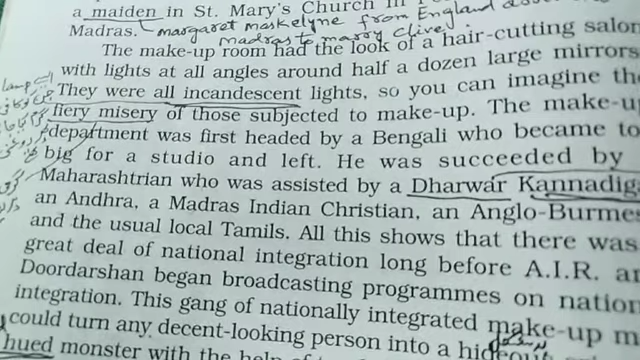 a maiden in St. Mary's Church in
Madras. margaret maskelyne from England
madras to marry Clive.
The make-up room had the look of a hair-cutting salon
with lights at all angles around half a dozen large mirrors
They were all incandescent lights, so you can imagine th
fiery misery of those subjected to make-up. The make-u
department was first headed by a Bengali who became to
big for a studio and left. He was succeeded by
Maharashtrian who was assisted by a Dharwar Kannadiga
an Andhra, a Madras Indian Christian, an Anglo-Burmes
and the usual local Tamils. All this shows that there was
great deal of national integration long before A.I.R. an
Doordarshan began broadcasting programmes on nation
integration. This gang of nationally integrated make-up m
could turn any decent-looking person into a hideous
hued monster with the help of